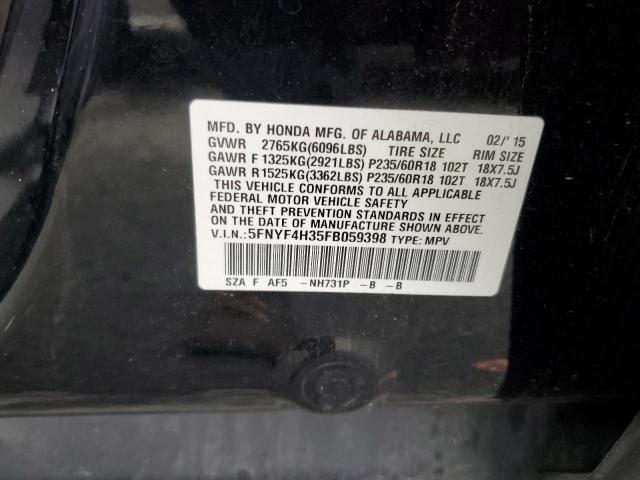 MFD. BY HONDA MFG. OF ALABAMA, LLC 02/' 15
GVWR 2765KG(6096LBS) TIRE SIZE RIM SIZE
GAWR F 1325KG(2921LBS) P235/60R18 102T 18X7.5J
GAWR R1525KG(3362LBS) P235/60R18 102T 18X7.5J
THIS VEHICLE CONFORMS TO ALL APPLICABLE
FEDERAL MOTOR VEHICLE SAFETY
AND THEFT PREVENTION STANDARDS IN EFFECT
ON THE DATE OF MANUFACTURE SHOWN ABOVE.
V.I.N.:5FNYF4H35FB059398 TYPE: MPV
SZA F AF5 -NH731P -B -B